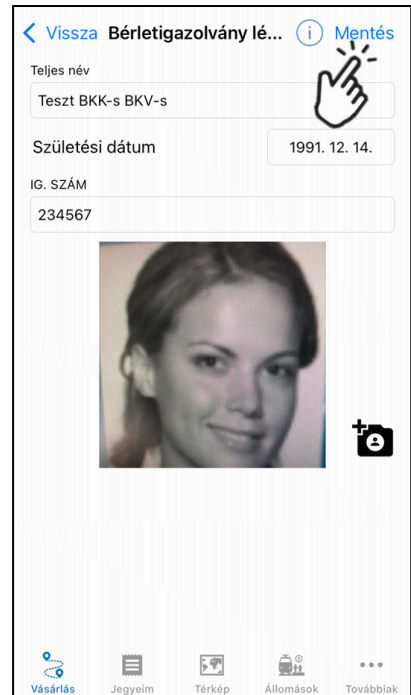 Vissza Bérletigazolvány lé... i Mentés
Teljes név
Teszt BKK-s BKV-s
Születési dátum 1991. 12. 14.
IG. SZÁM
234567
Vásárlás Jegyeim Térkép Állomások Továbbiak